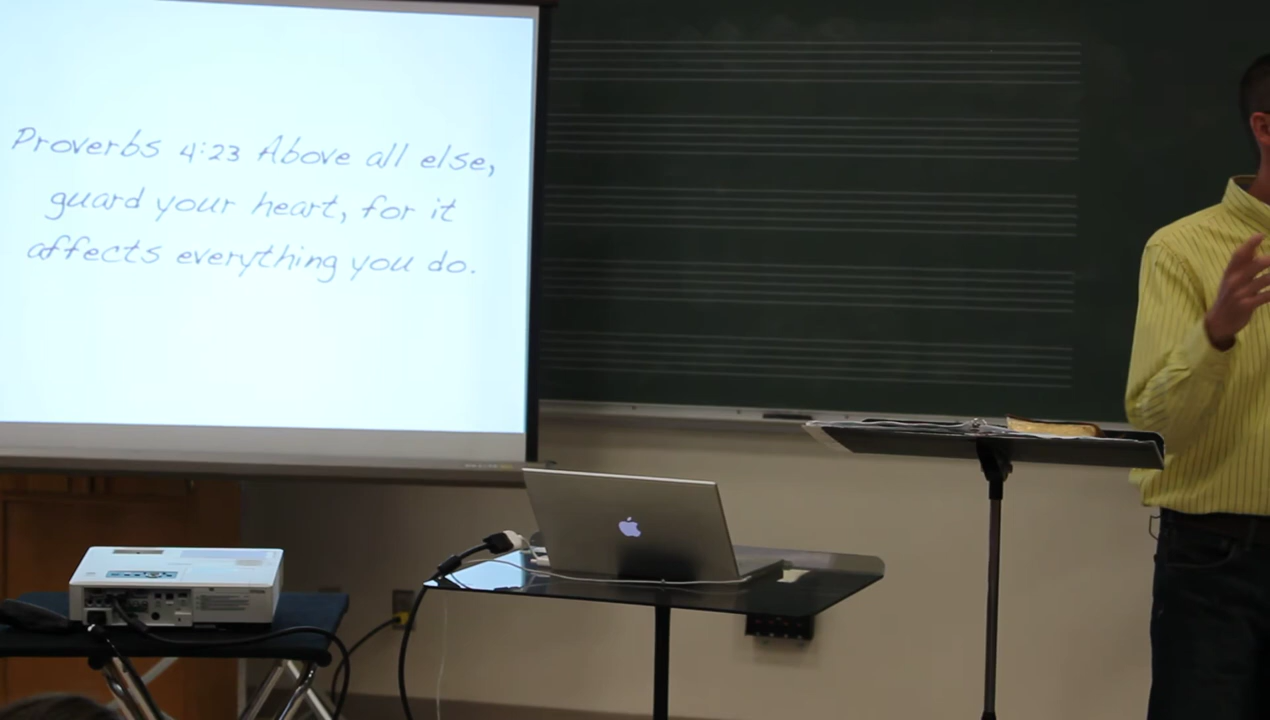 Proverbs 4:23 Above all else,
guard your heart, for it
affects everything you do.